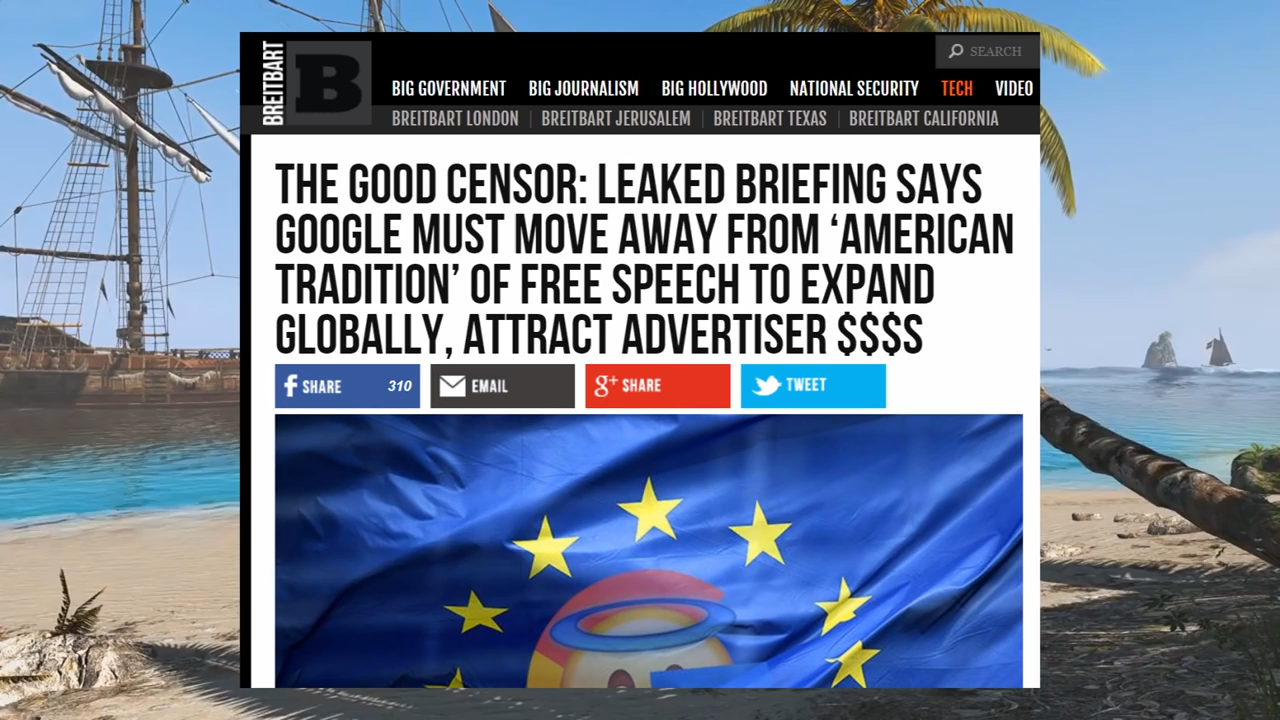 BREITBART
B
SEARCH
BIG GOVERNMENT BIG JOURNALISM BIG HOLLYWOOD NATIONAL SECURITY TECH VIDEO
BREITBART LONDON BREITBART JERUSALEM BREITBART TEXAS BREITBART CALIFORNIA
THE GOOD CENSOR: LEAKED BRIEFING SAYS
GOOGLE MUST MOVE AWAY FROM ‘AMERICAN
TRADITION’ OF FREE SPEECH TO EXPAND
GLOBALLY, ATTRACT ADVERTISER $$$$
f SHARE 310 EMAIL g+ SHARE TWEET